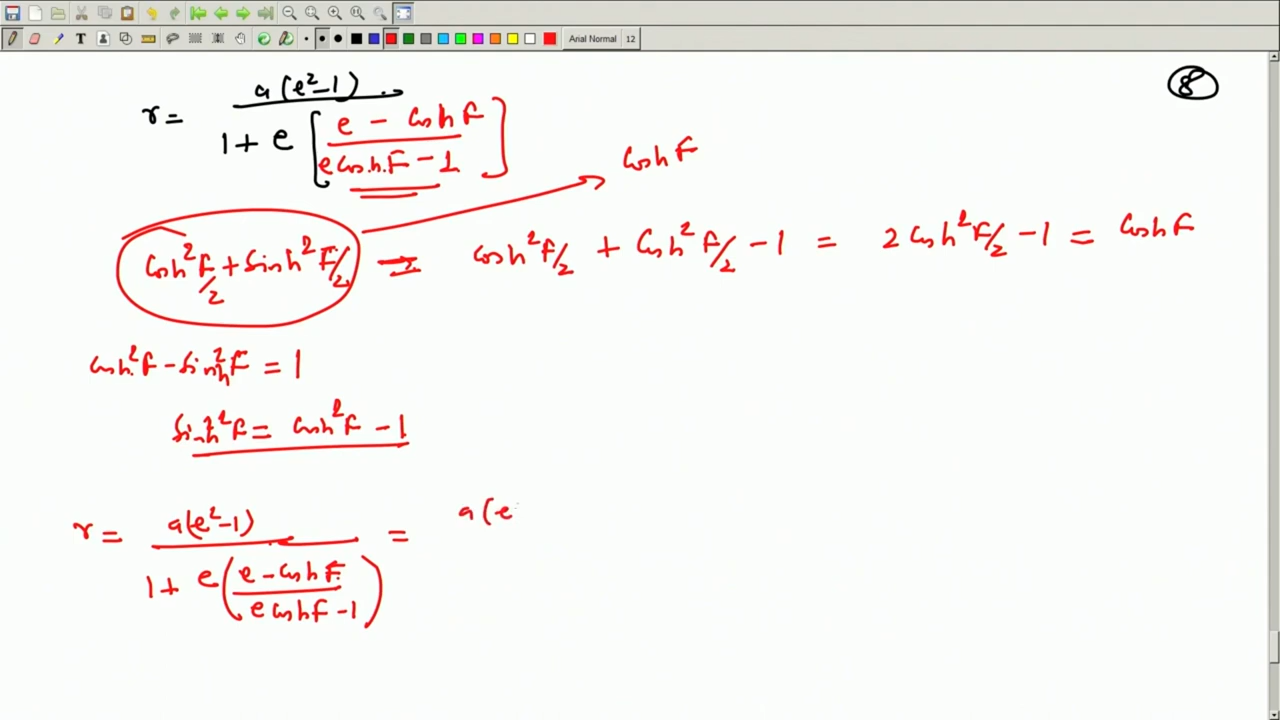 Arial Normal 12
8
r = a(e²-1) / 1 + e [ e - cosh F / e cosh F - 1 ]
cosh F
cosh² F/2 + sinh² F/2 → cosh² F/2 + cosh² F/2 - 1 = 2 cosh² F/2 - 1 = cosh F
cosh² F - sinh² F = 1
sinh² F = cosh² F - 1
r = a(e²-1) / 1 + e ( e - cosh F / e cosh F - 1 ) = a(e